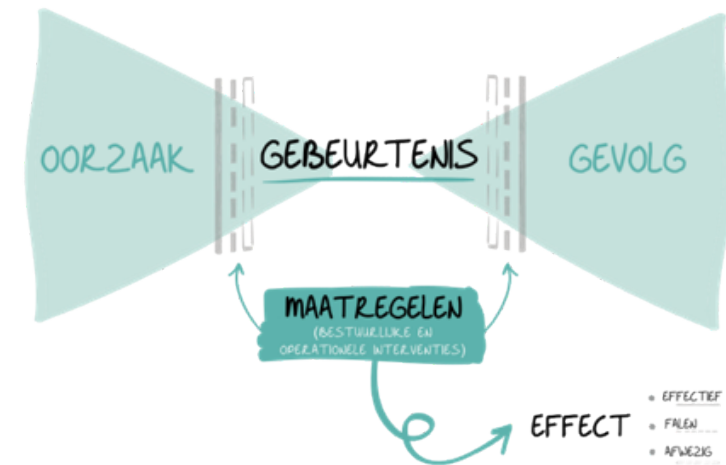 OORZAAK
GEBEURTENIS
GEVOLG
MAATREGELEN
(BESTUURLIJKE EN
OPERATIONELE INTERVENTIES)
EFFECT
EFFECTIEF
FALEN
AFWEZIG